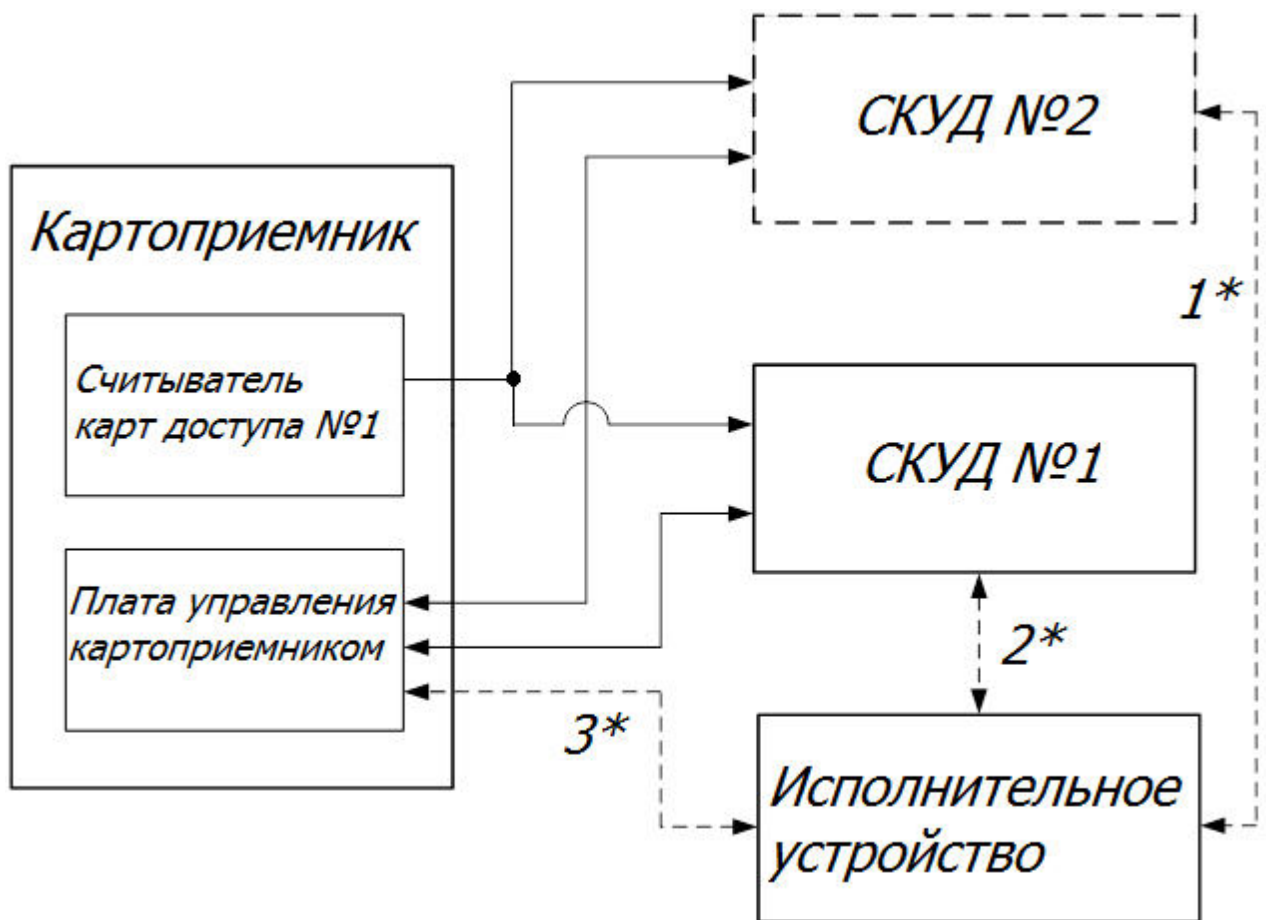 СКУД №2
Картоприемник
1*
Считыватель
карт доступа №1
СКУД №1
Плата управления
картоприемником
2*
3*
Исполнительное
устройство